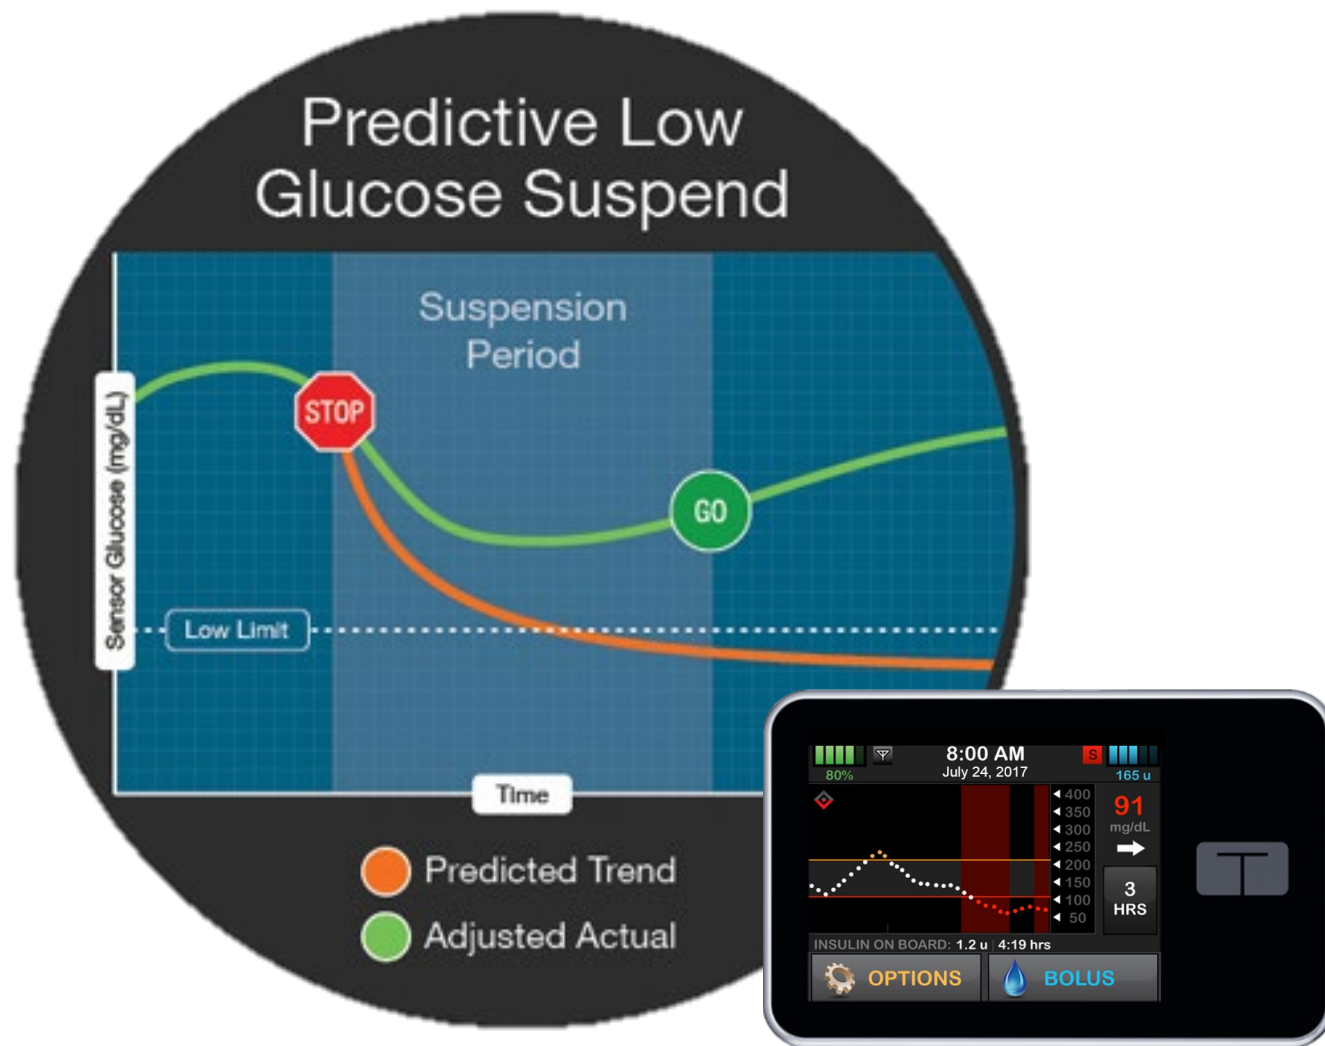 Predictive Low
Glucose Suspend
Suspension
Period
STOP
GO
Sensor Glucose (mg/dL)
Low Limit
Time
Predicted Trend
Adjusted Actual
8:00 AM
S
80%
July 24, 2017
165 u
400
350
300
250
200
150
100
50
91
mg/dL
3
HRS
INSULIN ON BOARD: 1.2 u | 4:19 hrs
OPTIONS
BOLUS